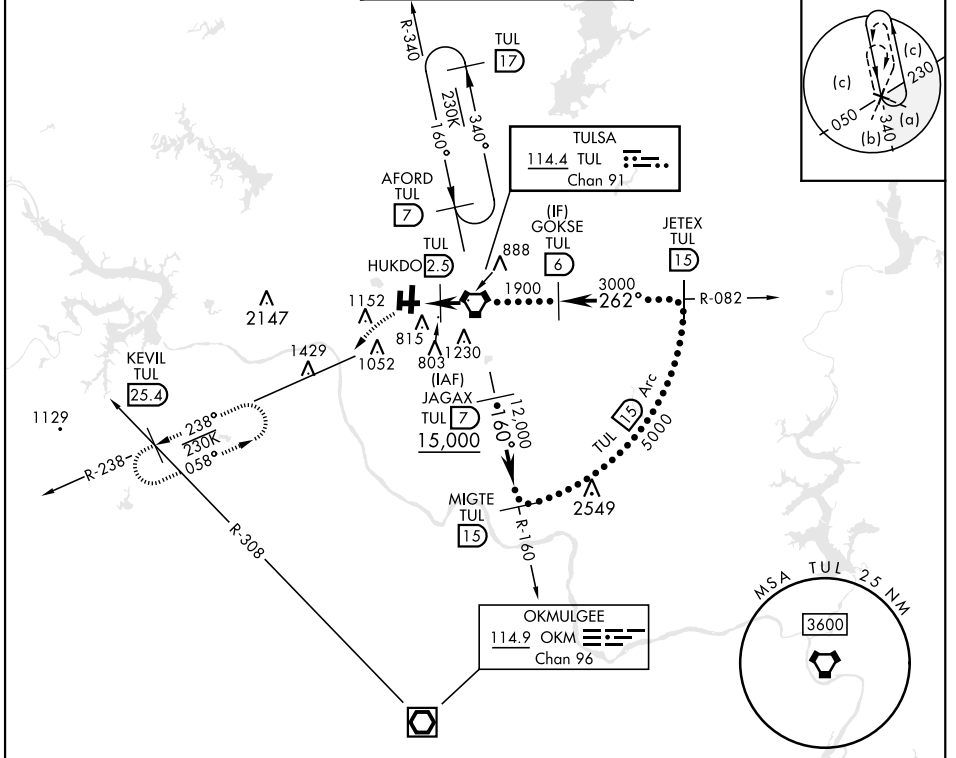 R-340
TUL
17
230K
340°
160°
AFORD
TUL
7
TULSA
114.4 TUL
Chan 91
(c)
(c)
230
050
(a)
(b)
340
TUL
HUKDO 2.5
888
(IF)
GOKSE
TUL
6
JETEX
TUL
15
1900
3000
262°
R-082
2147
1152
815
1052
803
1230
1429
KEVIL
TUL
25.4
(IAF)
JAGAX
TUL 7
15,000
12,000
160°
TUL 15 Arc
5000
1129
238°
230K
058°
R-238
2549
MIGTE
TUL
15
R-160
R-308
OKMULGEE
114.9 OKM
Chan 96
MSA TUL 25 NM
3600